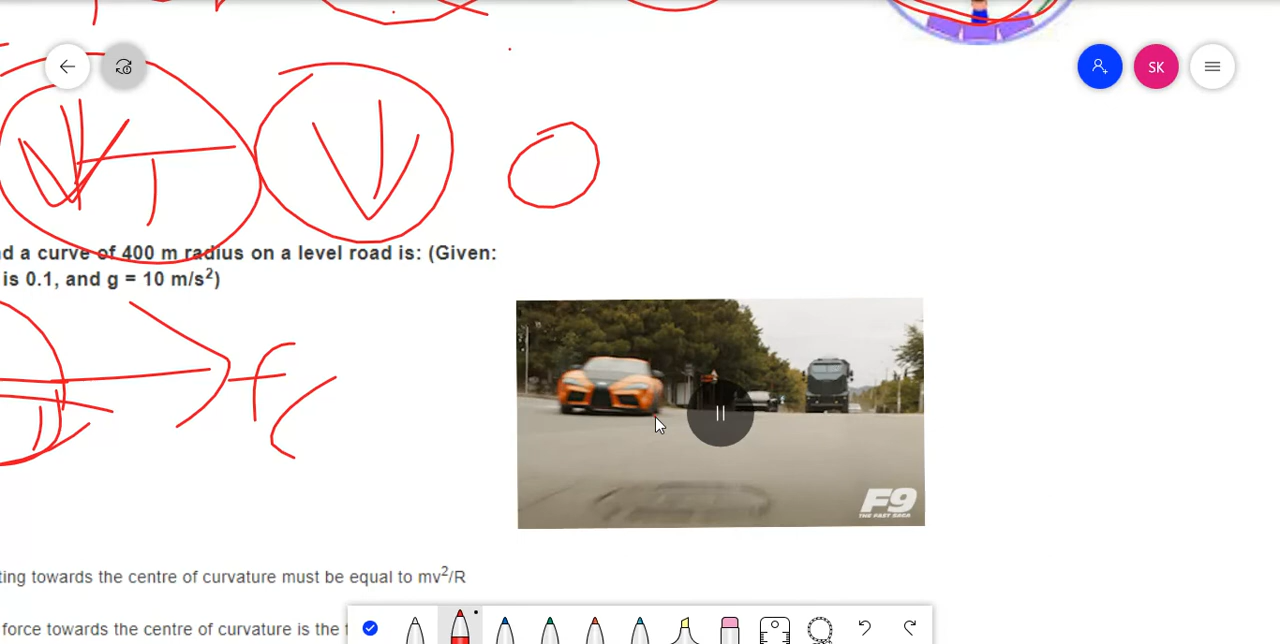 SK
nd a curve of 400 m radius on a level road is: (Given:
is 0.1, and g = 10 m/s²)
fc
F9
THE FAST SAGA
ting towards the centre of curvature must be equal to mv²/R
force towards the centre of curvature is the